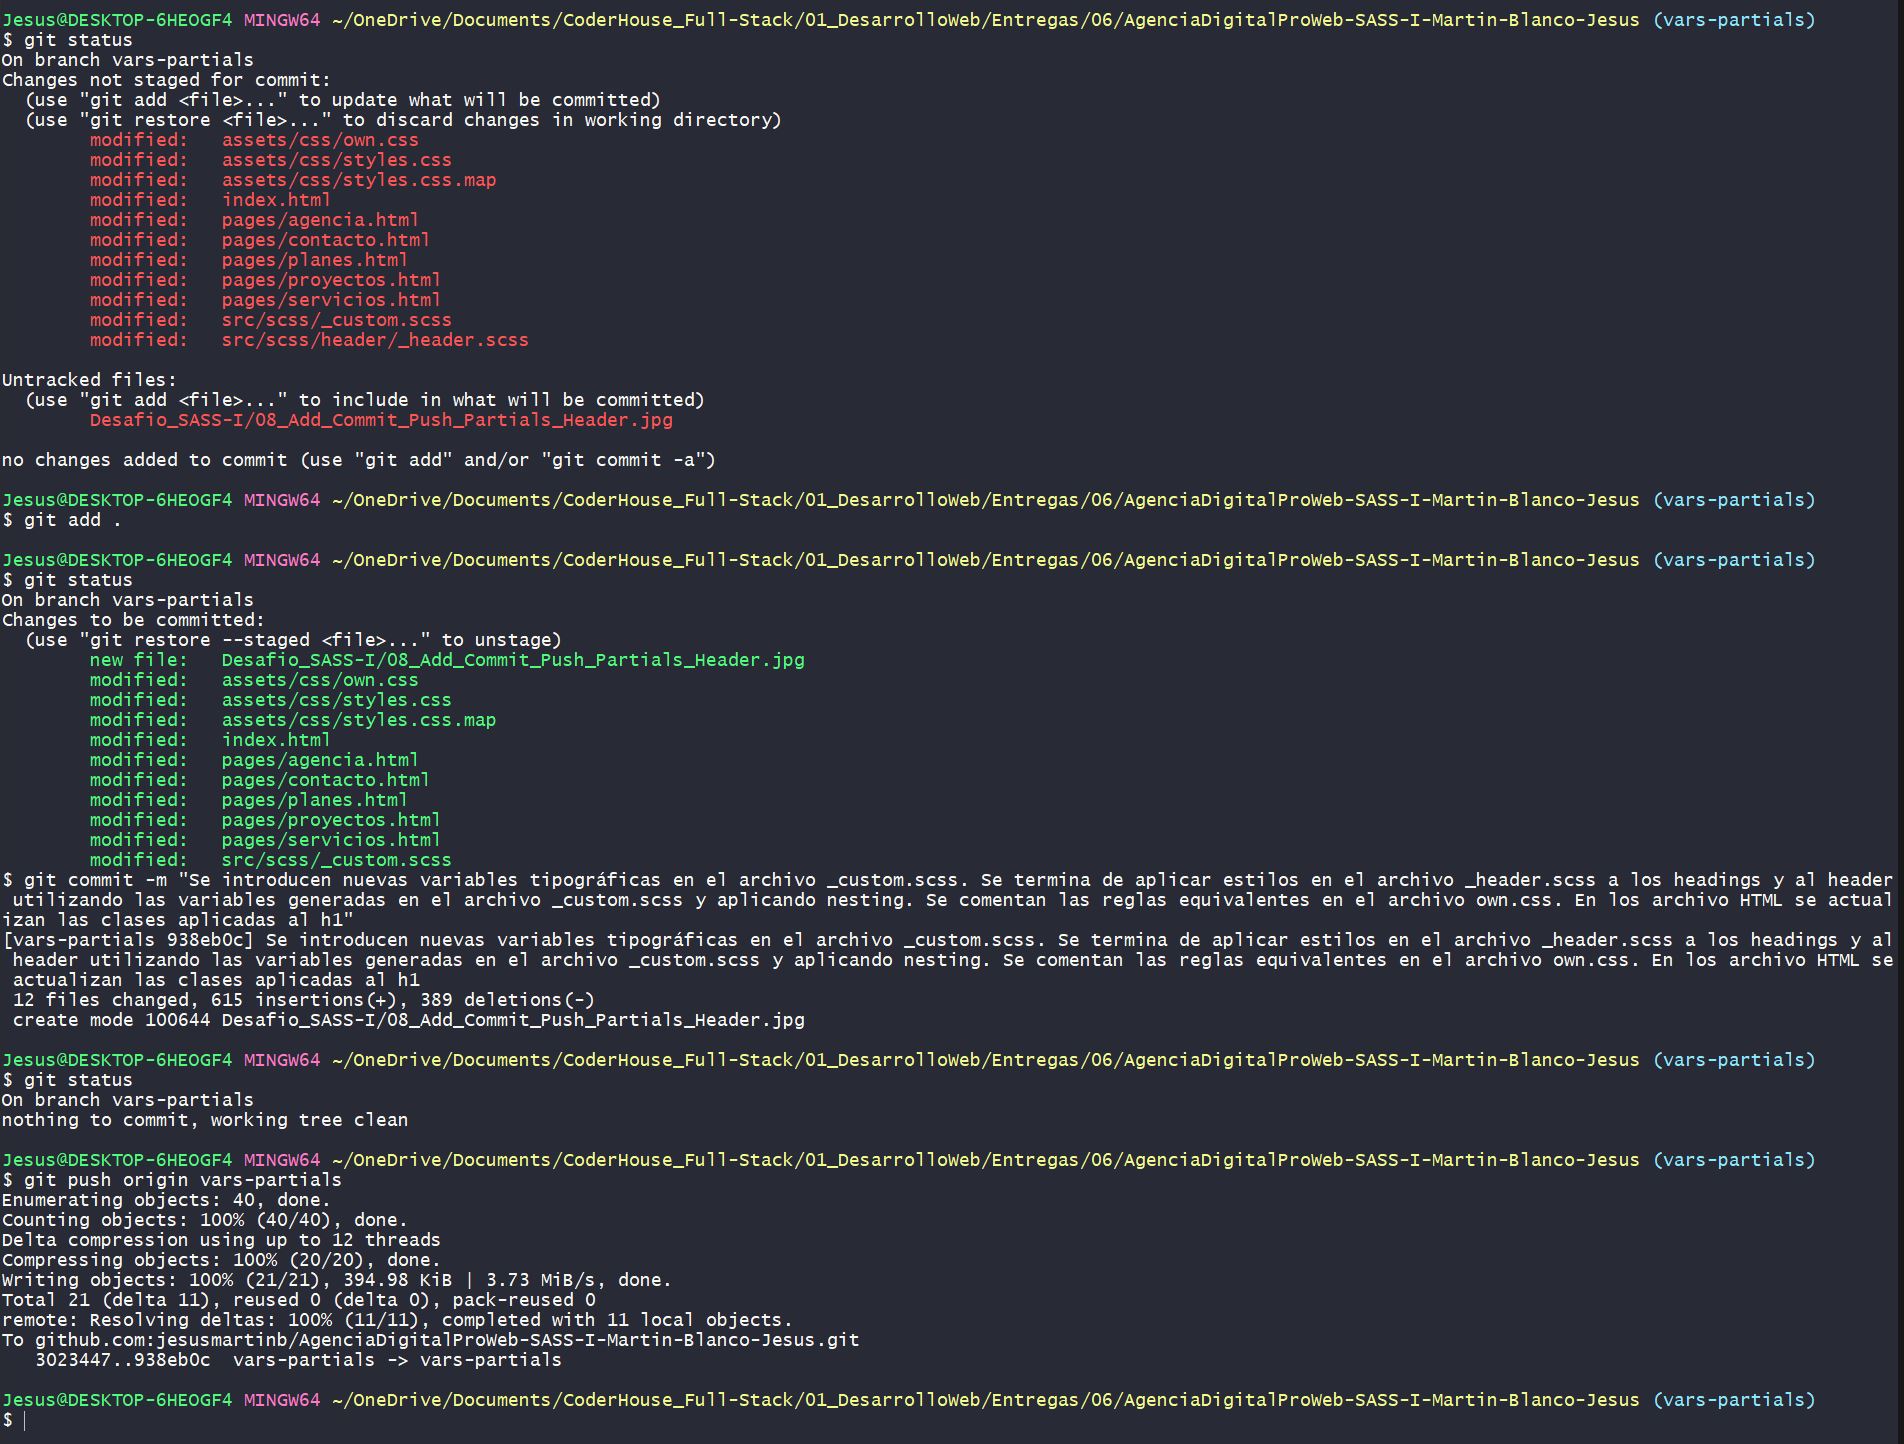 Jesus@DESKTOP-6HEOGF4 MINGW64 ~/OneDrive/Documents/CoderHouse_Full-Stack/01_DesarrolloWeb/Entregas/06/AgenciaDigitalProWeb-SASS-I-Martin-Blanco-Jesus (vars-partials)
$ git status
On branch vars-partials
Changes not staged for commit:
  (use "git add <file>..." to update what will be committed)
  (use "git restore <file>..." to discard changes in working directory)
        modified:   assets/css/own.css
        modified:   assets/css/styles.css
        modified:   assets/css/styles.css.map
        modified:   index.html
        modified:   pages/agencia.html
        modified:   pages/contacto.html
        modified:   pages/planes.html
        modified:   pages/proyectos.html
        modified:   pages/servicios.html
        modified:   src/scss/_custom.scss
        modified:   src/scss/header/_header.scss

Untracked files:
  (use "git add <file>..." to include in what will be committed)
        Desafio_SASS-I/08_Add_Commit_Push_Partials_Header.jpg

no changes added to commit (use "git add" and/or "git commit -a")

Jesus@DESKTOP-6HEOGF4 MINGW64 ~/OneDrive/Documents/CoderHouse_Full-Stack/01_DesarrolloWeb/Entregas/06/AgenciaDigitalProWeb-SASS-I-Martin-Blanco-Jesus (vars-partials)
$ git add .

Jesus@DESKTOP-6HEOGF4 MINGW64 ~/OneDrive/Documents/CoderHouse_Full-Stack/01_DesarrolloWeb/Entregas/06/AgenciaDigitalProWeb-SASS-I-Martin-Blanco-Jesus (vars-partials)
$ git status
On branch vars-partials
Changes to be committed:
  (use "git restore --staged <file>..." to unstage)
        new file:   Desafio_SASS-I/08_Add_Commit_Push_Partials_Header.jpg
        modified:   assets/css/own.css
        modified:   assets/css/styles.css
        modified:   assets/css/styles.css.map
        modified:   index.html
        modified:   pages/agencia.html
        modified:   pages/contacto.html
        modified:   pages/planes.html
        modified:   pages/proyectos.html
        modified:   pages/servicios.html
        modified:   src/scss/_custom.scss
$ git commit -m "Se introducen nuevas variables tipográficas en el archivo _custom.scss. Se termina de aplicar estilos en el archivo _header.scss a los headings y al header
 utilizando las variables generadas en el archivo _custom.scss y aplicando nesting. Se comentan las reglas equivalentes en el archivo own.css. En los archivo HTML se actual
izan las clases aplicadas al h1"
[vars-partials 938eb0c] Se introducen nuevas variables tipográficas en el archivo _custom.scss. Se termina de aplicar estilos en el archivo _header.scss a los headings y al
 header utilizando las variables generadas en el archivo _custom.scss y aplicando nesting. Se comentan las reglas equivalentes en el archivo own.css. En los archivo HTML se
 actualizan las clases aplicadas al h1
 12 files changed, 615 insertions(+), 389 deletions(-)
 create mode 100644 Desafio_SASS-I/08_Add_Commit_Push_Partials_Header.jpg

Jesus@DESKTOP-6HEOGF4 MINGW64 ~/OneDrive/Documents/CoderHouse_Full-Stack/01_DesarrolloWeb/Entregas/06/AgenciaDigitalProWeb-SASS-I-Martin-Blanco-Jesus (vars-partials)
$ git status
On branch vars-partials
nothing to commit, working tree clean

Jesus@DESKTOP-6HEOGF4 MINGW64 ~/OneDrive/Documents/CoderHouse_Full-Stack/01_DesarrolloWeb/Entregas/06/AgenciaDigitalProWeb-SASS-I-Martin-Blanco-Jesus (vars-partials)
$ git push origin vars-partials
Enumerating objects: 40, done.
Counting objects: 100% (40/40), done.
Delta compression using up to 12 threads
Compressing objects: 100% (20/20), done.
Writing objects: 100% (21/21), 394.98 KiB | 3.73 MiB/s, done.
Total 21 (delta 11), reused 0 (delta 0), pack-reused 0
remote: Resolving deltas: 100% (11/11), completed with 11 local objects.
To github.com:jesusmartinb/AgenciaDigitalProWeb-SASS-I-Martin-Blanco-Jesus.git
   3023447..938eb0c  vars-partials -> vars-partials

Jesus@DESKTOP-6HEOGF4 MINGW64 ~/OneDrive/Documents/CoderHouse_Full-Stack/01_DesarrolloWeb/Entregas/06/AgenciaDigitalProWeb-SASS-I-Martin-Blanco-Jesus (vars-partials)
$